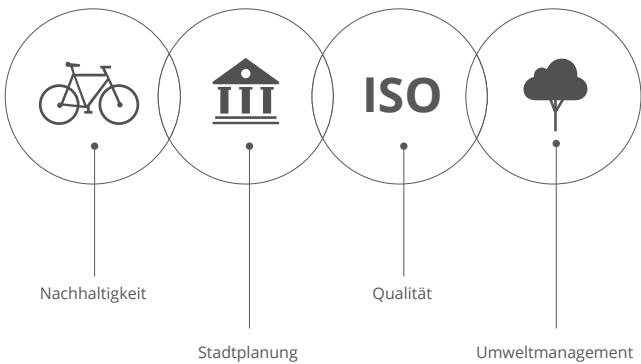 ISO
Nachhaltigkeit
Qualität
Stadtplanung
Umweltmanagement